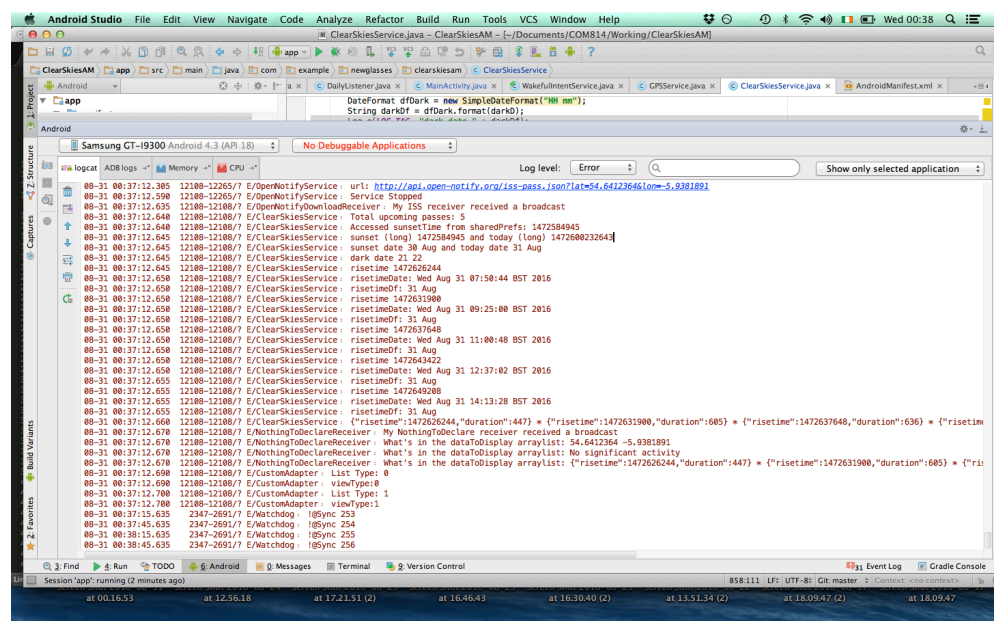 Android Studio File Edit View Navigate Code Analyze Refactor Build Run Tools VCS Window Help Wed 00:38
ClearSkiesService.java – ClearSkiesAM – [~/Documents/COM814/Working/ClearSkiesAM]
app
ClearSkiesAM app src main java com example newglasses clearskiesam ClearSkiesService
Android a × DailyListener.java × MainActivity.java × WakefulIntentService.java × GPSService.java × ClearSkiesService.java × AndroidManifest.xml ×
app
DateFormat dfDark = new SimpleDateFormat("HH mm");
String darkDf = dfDark.format(darkD);
Android
Samsung GT-I9300 Android 4.3 (API 18) No Debuggable Applications
logcat ADB logs Memory CPU Log level: Error Show only selected application
08-31 00:37:12.305 12108-12265/? E/OpenNotifyService: url: http://api.open-notify.org/iss-pass.json?lat=54.6412364&lon=-5.9381891
08-31 00:37:12.590 12108-12265/? E/OpenNotifyService: Service Stopped
08-31 00:37:12.635 12108-12108/? E/OpenNotifyDownloadReceiver: My ISS receiver received a broadcast
08-31 00:37:12.640 12108-12108/? E/ClearSkiesService: Total upcoming passes: 5
08-31 00:37:12.640 12108-12108/? E/ClearSkiesService: Accessed sunsetTime from sharedPrefs: 1472584945
08-31 00:37:12.645 12108-12108/? E/ClearSkiesService: sunset (long) 1472584945 and today (long) 1472600232643
08-31 00:37:12.645 12108-12108/? E/ClearSkiesService: sunset date 30 Aug and today date 31 Aug
08-31 00:37:12.645 12108-12108/? E/ClearSkiesService: dark date 21 22
08-31 00:37:12.645 12108-12108/? E/ClearSkiesService: risetime 1472626244
08-31 00:37:12.650 12108-12108/? E/ClearSkiesService: risetimeDate: Wed Aug 31 07:50:44 BST 2016
08-31 00:37:12.650 12108-12108/? E/ClearSkiesService: risetimeDf: 31 Aug
08-31 00:37:12.650 12108-12108/? E/ClearSkiesService: risetime 1472631900
08-31 00:37:12.650 12108-12108/? E/ClearSkiesService: risetimeDate: Wed Aug 31 09:25:00 BST 2016
08-31 00:37:12.650 12108-12108/? E/ClearSkiesService: risetimeDf: 31 Aug
08-31 00:37:12.650 12108-12108/? E/ClearSkiesService: risetime 1472637648
08-31 00:37:12.650 12108-12108/? E/ClearSkiesService: risetimeDate: Wed Aug 31 11:00:48 BST 2016
08-31 00:37:12.650 12108-12108/? E/ClearSkiesService: risetimeDf: 31 Aug
08-31 00:37:12.650 12108-12108/? E/ClearSkiesService: risetime 1472643422
08-31 00:37:12.650 12108-12108/? E/ClearSkiesService: risetimeDate: Wed Aug 31 12:37:02 BST 2016
08-31 00:37:12.655 12108-12108/? E/ClearSkiesService: risetimeDf: 31 Aug
08-31 00:37:12.655 12108-12108/? E/ClearSkiesService: risetime 1472649208
08-31 00:37:12.655 12108-12108/? E/ClearSkiesService: risetimeDate: Wed Aug 31 14:13:28 BST 2016
08-31 00:37:12.655 12108-12108/? E/ClearSkiesService: risetimeDf: 31 Aug
08-31 00:37:12.660 12108-12108/? E/ClearSkiesService: {"risetime":1472626244,"duration":447} * {"risetime":1472631900,"duration":605} * {"risetime":1472637648,"duration":636} * {"risetim
08-31 00:37:12.670 12108-12108/? E/NothingToDeclareReceiver: My NothingToDeclare receiver received a broadcast
08-31 00:37:12.670 12108-12108/? E/NothingToDeclareReceiver: What's in the dataToDisplay arraylist: 54.6412364 -5.9381891
08-31 00:37:12.670 12108-12108/? E/NothingToDeclareReceiver: What's in the dataToDisplay arraylist: No significant activity
08-31 00:37:12.670 12108-12108/? E/NothingToDeclareReceiver: What's in the dataToDisplay arraylist: {"risetime":1472626244,"duration":447} * {"risetime":1472631900,"duration":605} * {"ris
08-31 00:37:12.690 12108-12108/? E/CustomAdapter: List Type: 0
08-31 00:37:12.690 12108-12108/? E/CustomAdapter: viewType:0
08-31 00:37:12.700 12108-12108/? E/CustomAdapter: List Type: 1
08-31 00:37:12.700 12108-12108/? E/CustomAdapter: viewType:1
08-31 00:37:15.635 2347-2691/? E/Watchdog: !@Sync 253
08-31 00:37:45.635 2347-2691/? E/Watchdog: !@Sync 254
08-31 00:38:15.635 2347-2691/? E/Watchdog: !@Sync 255
08-31 00:38:45.635 2347-2691/? E/Watchdog: !@Sync 256
1: Project
Z: Structure
Captures
Build Variants
2: Favorites
3: Find 4: Run TODO 6: Android 0: Messages Terminal 9: Version Control 31 Event Log Gradle Console
Session 'app': running (2 minutes ago) 858:111 LF÷ UTF-8÷ Git: master Context: <no context>
at 00.16.53 at 12.56.18 at 17.21.51 (2) at 16.46.43 at 16.30.40 (2) at 13.51.34 (2) at 18.09.47 (2) at 18.09.47